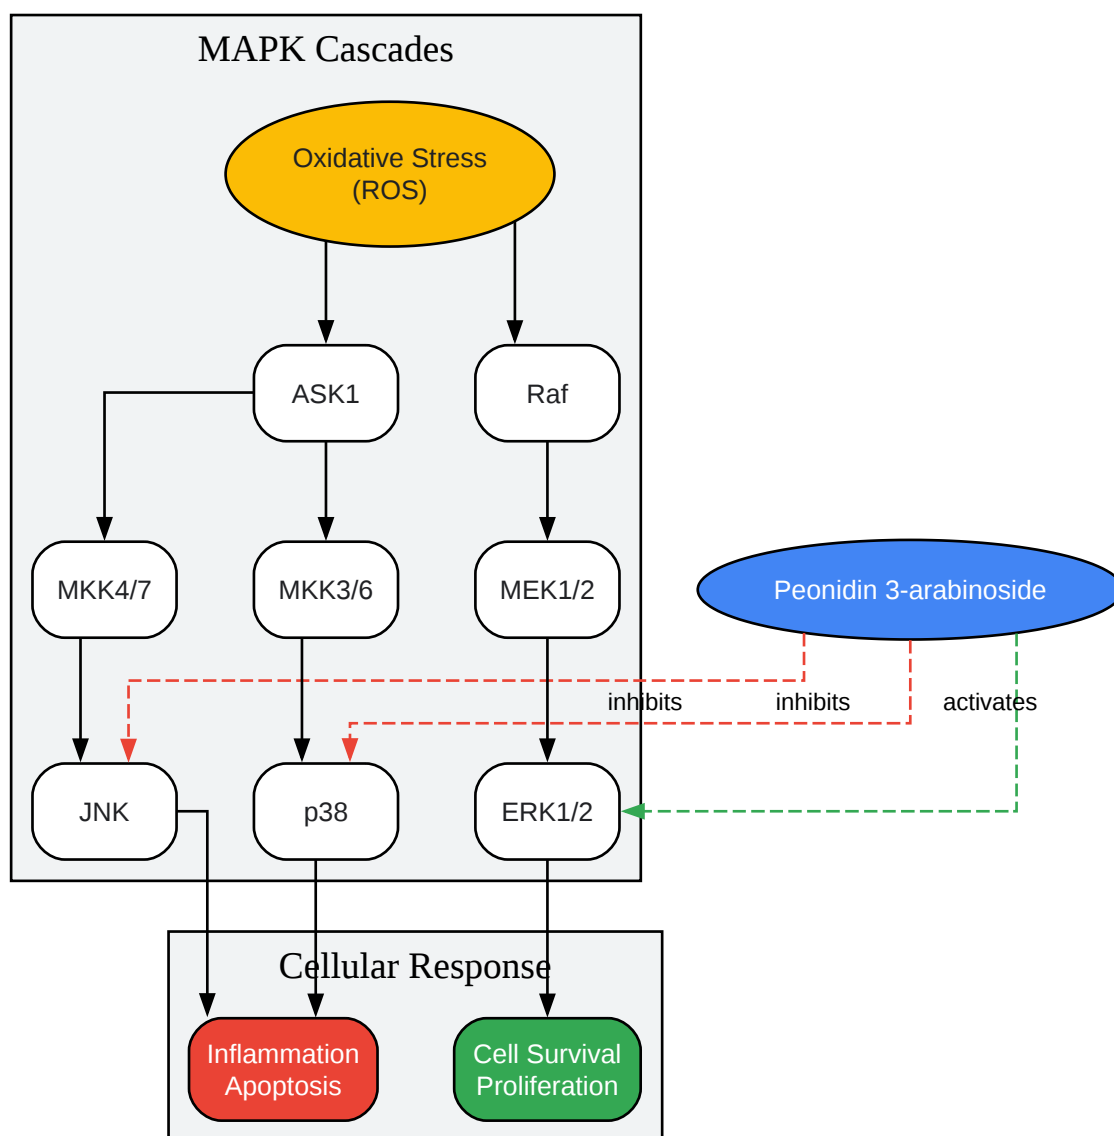 MAPK Cascades
Oxidative Stress
(ROS)
ASK1
Raf
MKK4/7
MKK3/6
MEK1/2
Peonidin 3-arabinoside
inhibits
inhibits
activates
JNK
p38
ERK1/2
Cellular Response
Inflammation
Apoptosis
Cell Survival
Proliferation